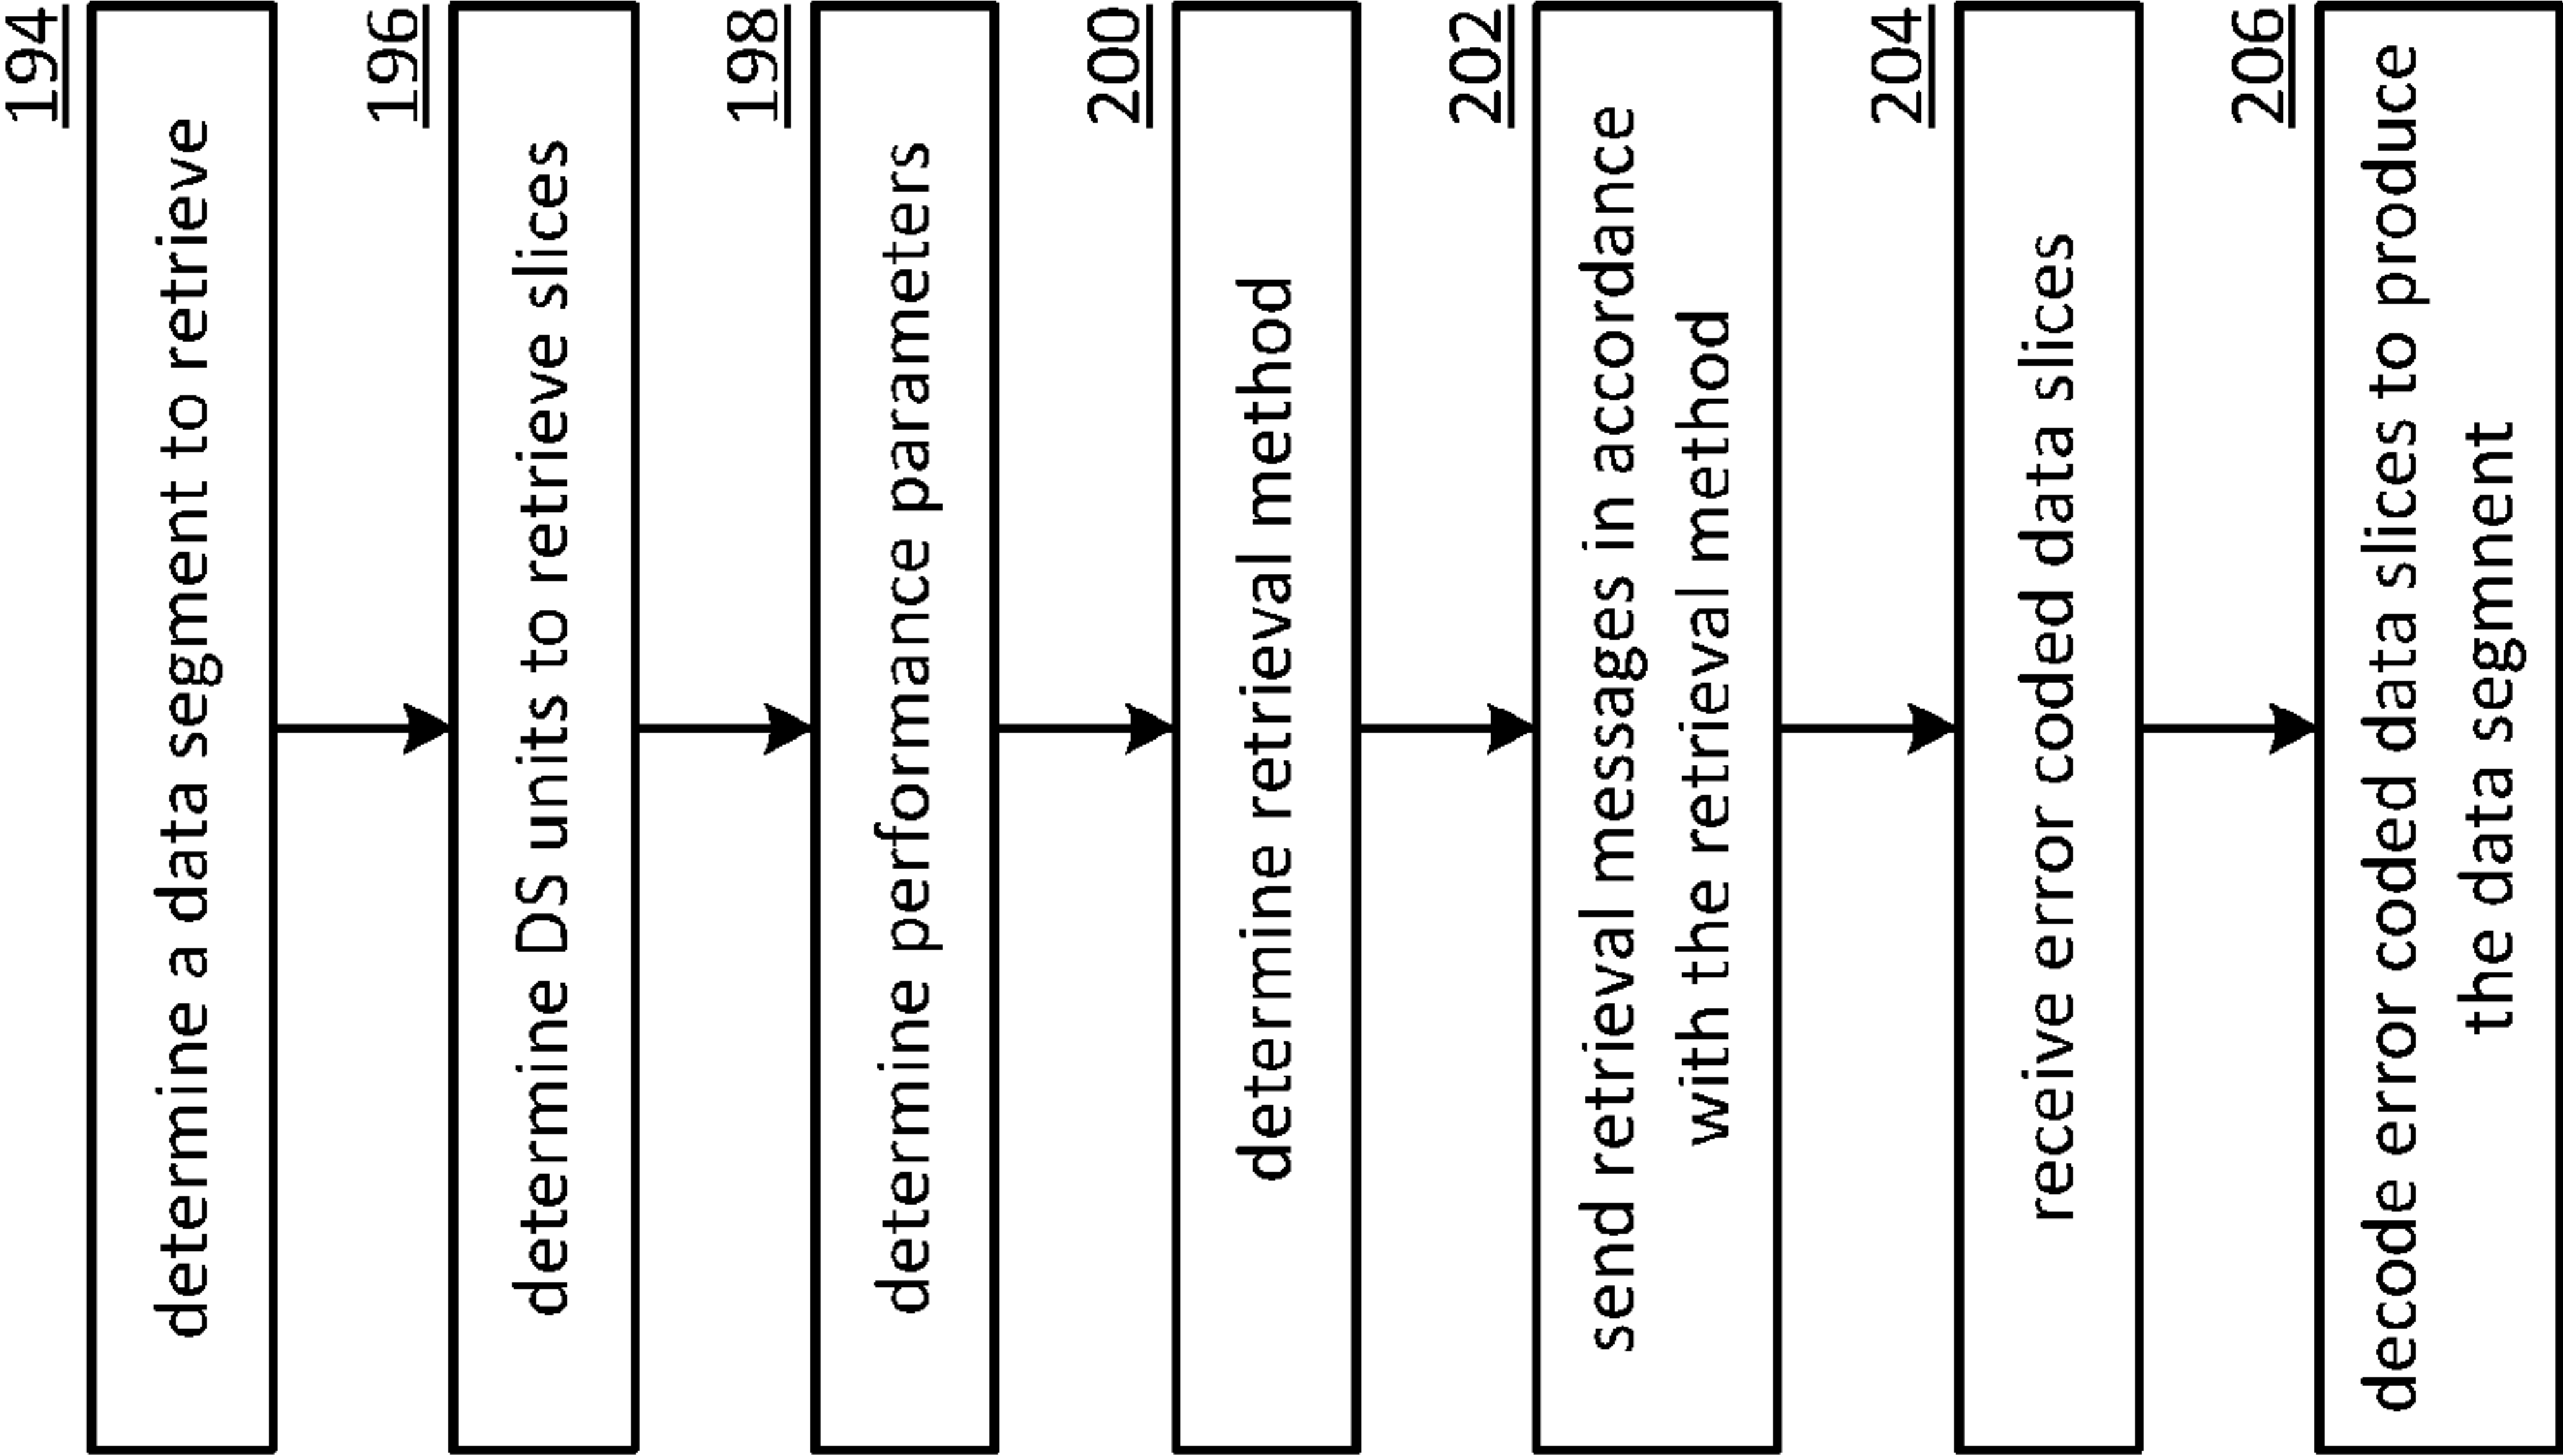 194
determine a data segment to retrieve
196
determine DS units to retrieve slices
198
determine performance parameters
200
determine retrieval method
202
send retrieval messages in accordance
with the retrieval method
204
receive error coded data slices
206
decode error coded data slices to produce
the data segmnent